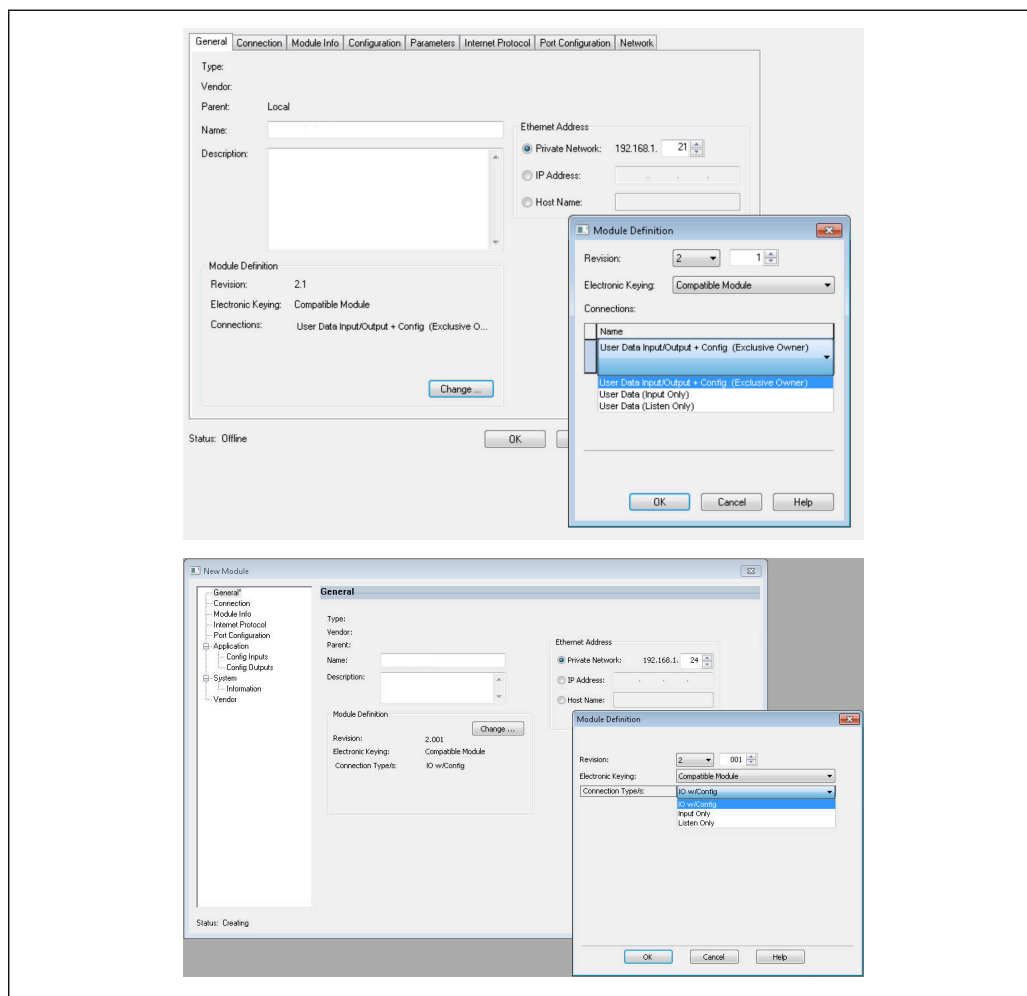 General Connection Module Info Configuration Parameters Internet Protocol Port Configuration Network
Type:
Vendor:
Parent: Local
Name:
Description:
Ethernet Address
Private Network: 192.168.1. 21
IP Address: . . .
Host Name:
Module Definition
Revision: 2.1
Electronic Keying: Compatible Module
Connections: User Data Input/Output + Config (Exclusive O...
Change ...
Status: Offline
OK
Module Definition
Revision: 2 1
Electronic Keying: Compatible Module
Connections:
Name
User Data Input/Output + Config (Exclusive Owner)
User Data Input/Output + Config (Exclusive Owner)
User Data (Input Only)
User Data (Listen Only)
OK Cancel Help
New Module
General*
Connection
Module Info
Internet Protocol
Port Configuration
Application
Config Inputs
Config Outputs
System
Information
Vendor
General
Type:
Vendor:
Parent:
Name:
Description:
Ethernet Address
Private Network: 192.168.1. 24
IP Address: . . .
Host Name:
Module Definition
Change ...
Revision: 2.001
Electronic Keying: Compatible Module
Connection Type/s: IO w/Config
Status: Creating
Module Definition
Revision: 2 001
Electronic Keying: Compatible Module
Connection Type/s: IO w/Config
IO w/Config
Input Only
Listen Only
OK Cancel Help